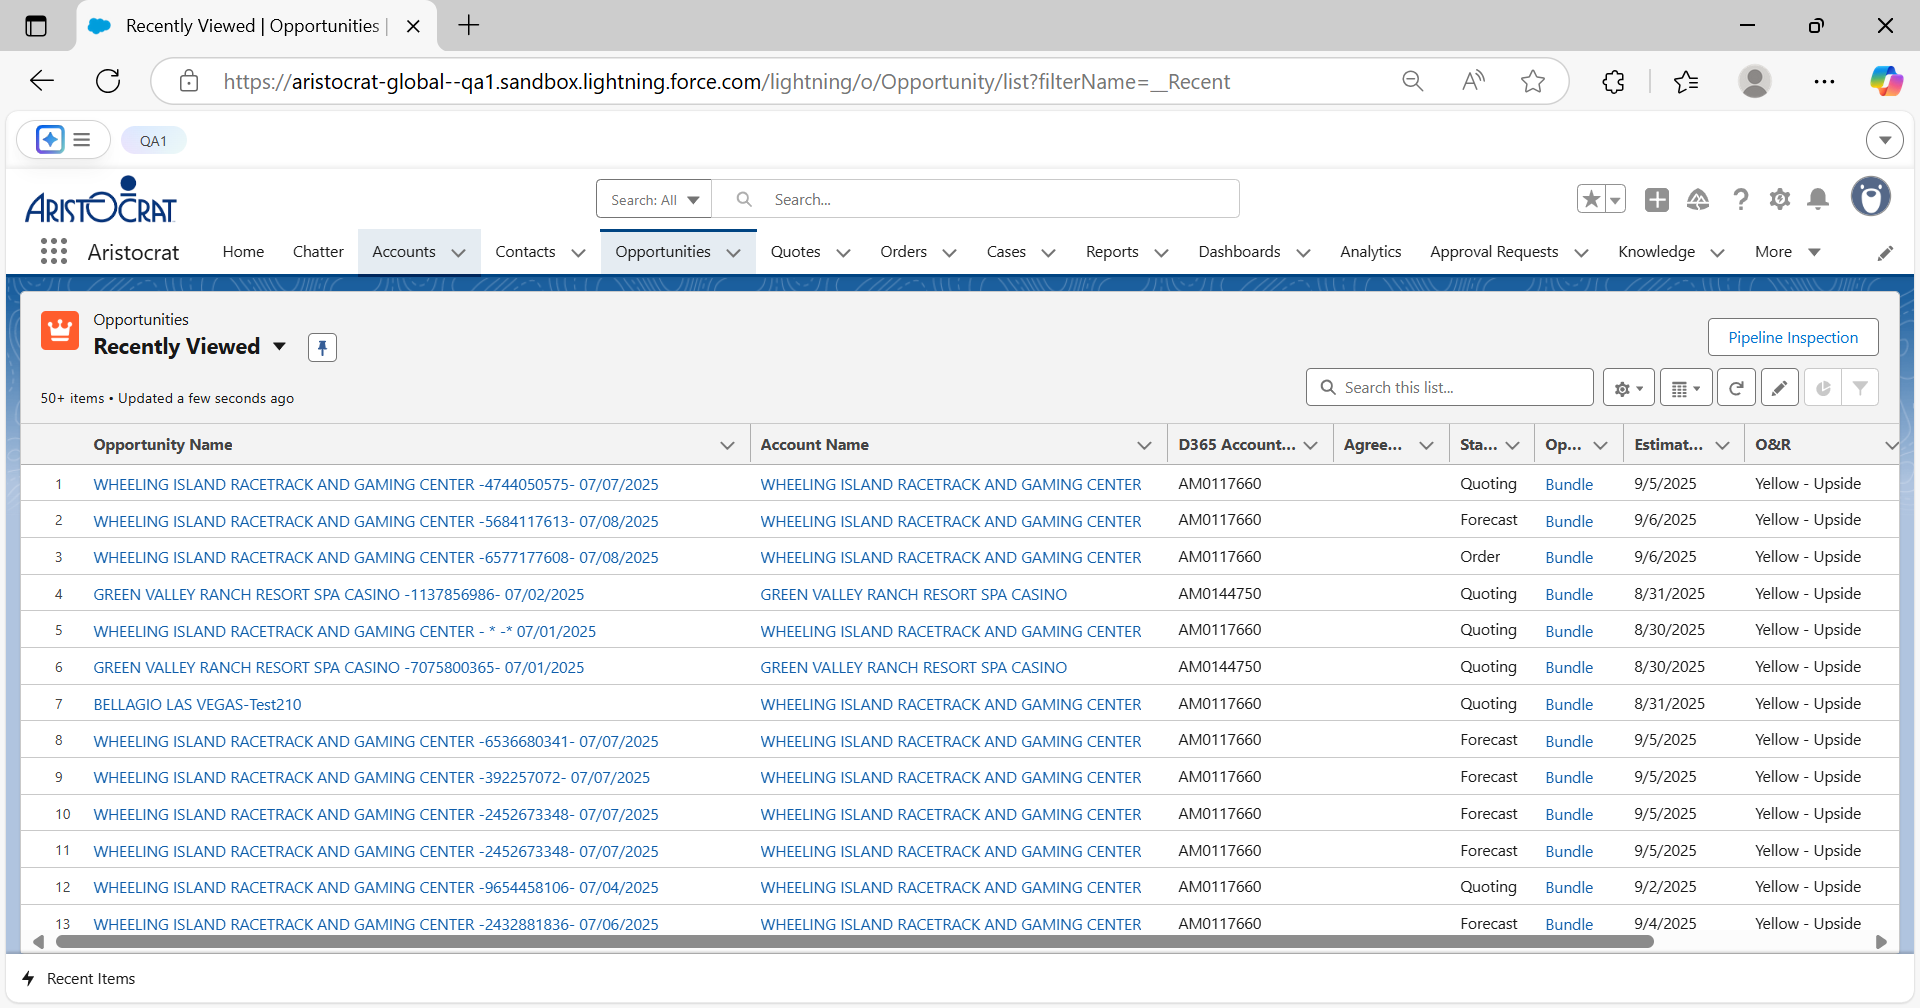 Recently Viewed | Opportunities |
https://aristocrat-global--qa1.sandbox.lightning.force.com/lightning/o/Opportunity/list?filterName=__Recent
QA1
ARISTOCRAT
Search: All
Search...
Aristocrat
Home
Chatter
Accounts
Contacts
Opportunities
Quotes
Orders
Cases
Reports
Dashboards
Analytics
Approval Requests
Knowledge
More
Opportunities
Recently Viewed
Pipeline Inspection
50+ items • Updated a few seconds ago
Search this list...
Opportunity Name Account Name D365 Account... Agree... Sta... Op... Estimat... O&R
1 WHEELING ISLAND RACETRACK AND GAMING CENTER -4744050575- 07/07/2025 WHEELING ISLAND RACETRACK AND GAMING CENTER AM0117660 Quoting Bundle 9/5/2025 Yellow - Upside
2 WHEELING ISLAND RACETRACK AND GAMING CENTER -5684117613- 07/08/2025 WHEELING ISLAND RACETRACK AND GAMING CENTER AM0117660 Forecast Bundle 9/6/2025 Yellow - Upside
3 WHEELING ISLAND RACETRACK AND GAMING CENTER -6577177608- 07/08/2025 WHEELING ISLAND RACETRACK AND GAMING CENTER AM0117660 Order Bundle 9/6/2025 Yellow - Upside
4 GREEN VALLEY RANCH RESORT SPA CASINO -1137856986- 07/02/2025 GREEN VALLEY RANCH RESORT SPA CASINO AM0144750 Quoting Bundle 8/31/2025 Yellow - Upside
5 WHEELING ISLAND RACETRACK AND GAMING CENTER - * -* 07/01/2025 WHEELING ISLAND RACETRACK AND GAMING CENTER AM0117660 Quoting Bundle 8/30/2025 Yellow - Upside
6 GREEN VALLEY RANCH RESORT SPA CASINO -7075800365- 07/01/2025 GREEN VALLEY RANCH RESORT SPA CASINO AM0144750 Quoting Bundle 8/30/2025 Yellow - Upside
7 BELLAGIO LAS VEGAS-Test210 WHEELING ISLAND RACETRACK AND GAMING CENTER AM0117660 Quoting Bundle 8/31/2025 Yellow - Upside
8 WHEELING ISLAND RACETRACK AND GAMING CENTER -6536680341- 07/07/2025 WHEELING ISLAND RACETRACK AND GAMING CENTER AM0117660 Forecast Bundle 9/5/2025 Yellow - Upside
9 WHEELING ISLAND RACETRACK AND GAMING CENTER -392257072- 07/07/2025 WHEELING ISLAND RACETRACK AND GAMING CENTER AM0117660 Forecast Bundle 9/5/2025 Yellow - Upside
10 WHEELING ISLAND RACETRACK AND GAMING CENTER -2452673348- 07/07/2025 WHEELING ISLAND RACETRACK AND GAMING CENTER AM0117660 Forecast Bundle 9/5/2025 Yellow - Upside
11 WHEELING ISLAND RACETRACK AND GAMING CENTER -2452673348- 07/07/2025 WHEELING ISLAND RACETRACK AND GAMING CENTER AM0117660 Forecast Bundle 9/5/2025 Yellow - Upside
12 WHEELING ISLAND RACETRACK AND GAMING CENTER -9654458106- 07/04/2025 WHEELING ISLAND RACETRACK AND GAMING CENTER AM0117660 Quoting Bundle 9/2/2025 Yellow - Upside
13 WHEELING ISLAND RACETRACK AND GAMING CENTER -2432881836- 07/06/2025 WHEELING ISLAND RACETRACK AND GAMING CENTER AM0117660 Forecast Bundle 9/4/2025 Yellow - Upside
Recent Items